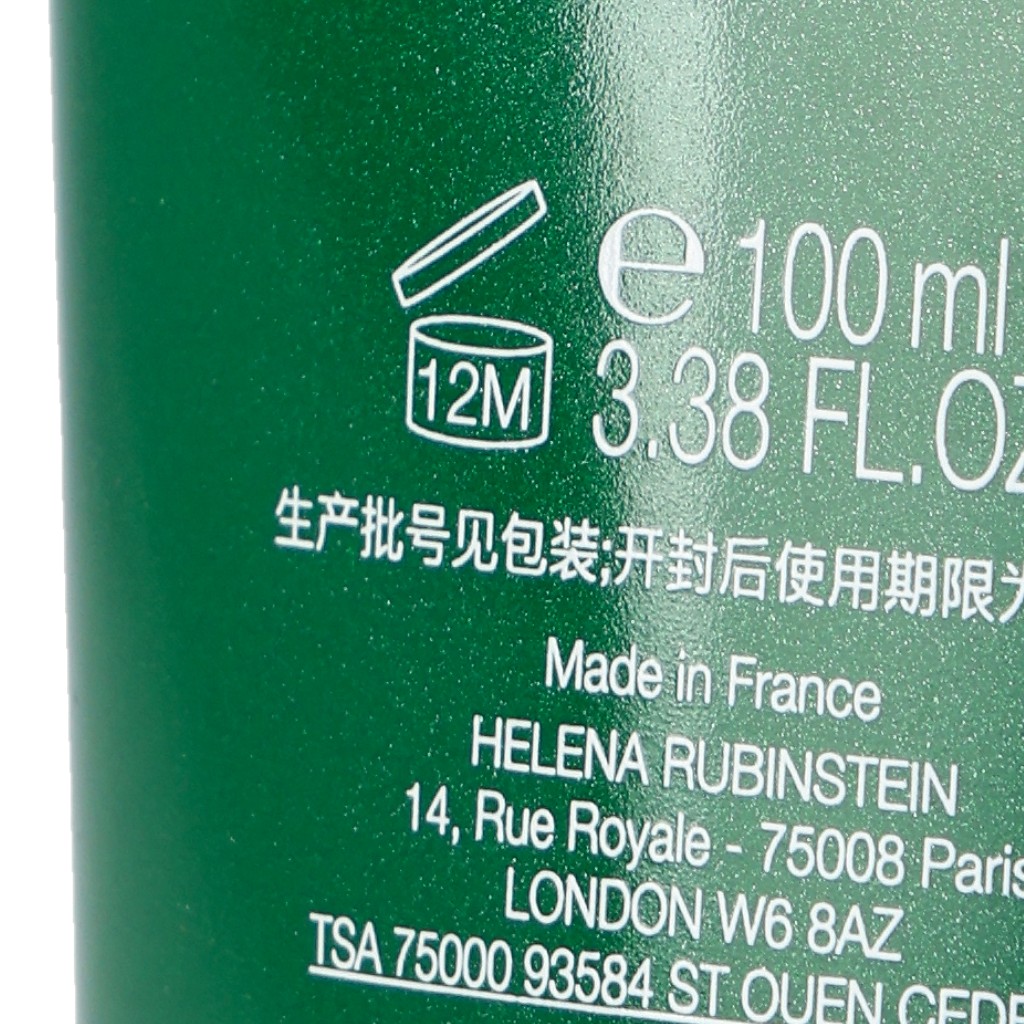 e 100 ml
12M 3.38 FL.OZ
生产批号见包装;开封后使用期限为
Made in France
HELENA RUBINSTEIN
14, Rue Royale - 75008 Paris
LONDON W6 8AZ
TSA 75000 93584 ST OUEN